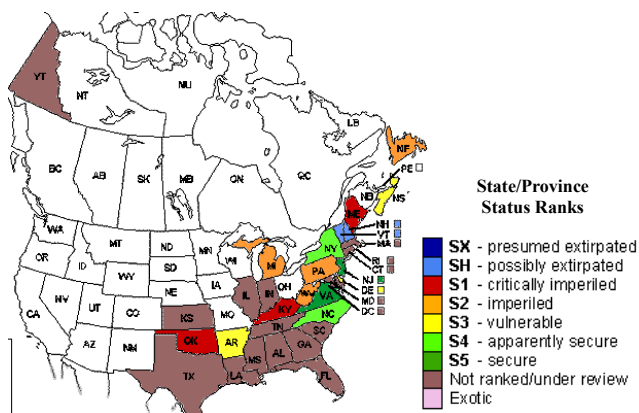 YT
NT
NU
BC
AB
SK
MB
ON
QC
LB
NF
PE
NB
NS
ME
WA
MT
ND
MN
OR
ID
WY
SD
WI
MI
NY
NH
VT
MA
RI
CT
NJ
DE
MD
DC
NV
UT
CO
NE
IA
IL
IN
OH
PA
WV
VA
CA
AZ
NM
KS
MO
KY
NC
OK
AR
TN
SC
TX
LA
MS
AL
GA
FL
State/Province
Status Ranks
SX - presumed extirpated
SH - possibly extirpated
S1 - critically imperiled
S2 - imperiled
S3 - vulnerable
S4 - apparently secure
S5 - secure
Not ranked/under review
Exotic